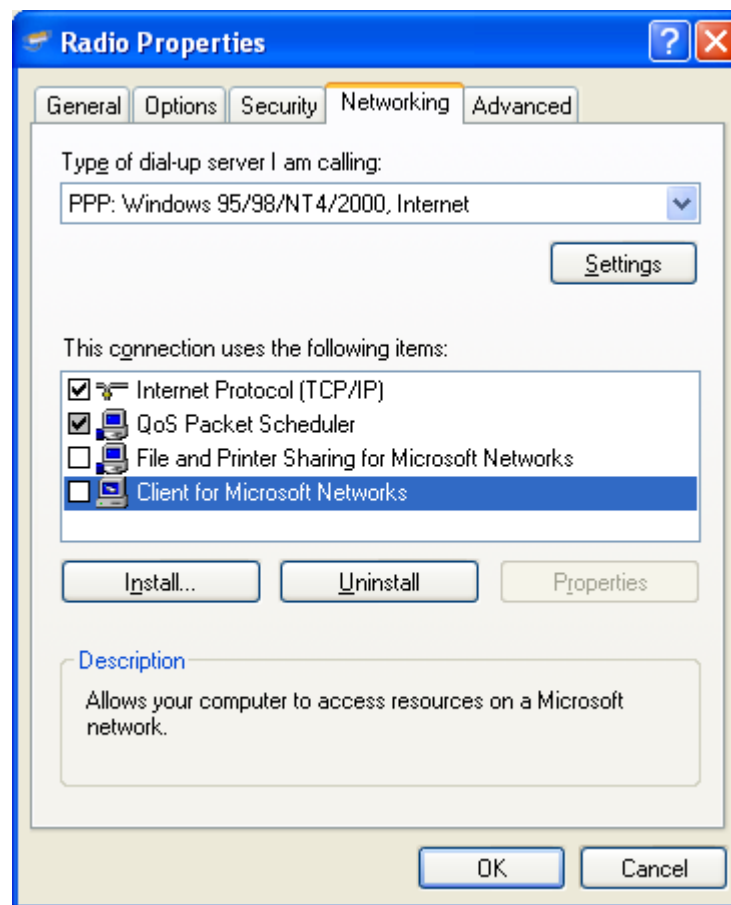 Radio Properties
General Options Security Networking Advanced
Type of dial-up server I am calling:
PPP: Windows 95/98/NT4/2000, Internet
Settings
This connection uses the following items:
Internet Protocol (TCP/IP)
QoS Packet Scheduler
File and Printer Sharing for Microsoft Networks
Client for Microsoft Networks
Install... Uninstall Properties
Description
Allows your computer to access resources on a Microsoft
network.
OK Cancel